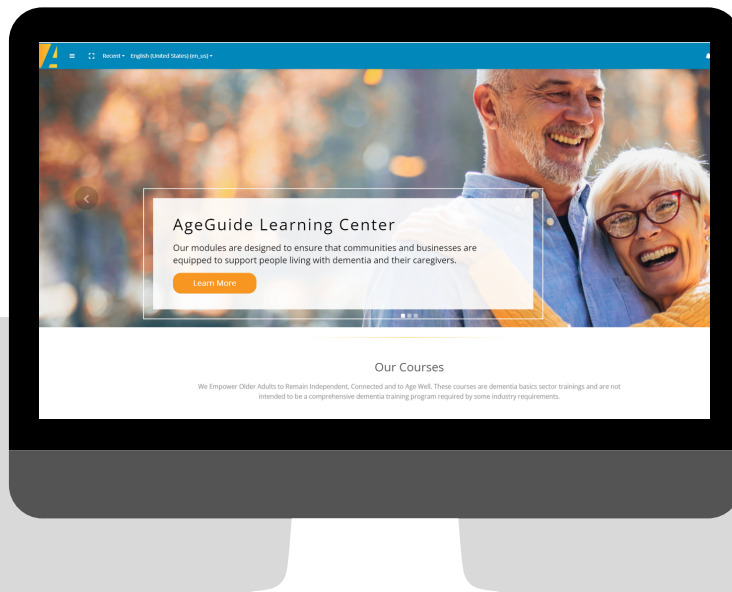 Recent English (United States) (en_us)
AgeGuide Learning Center
Our modules are designed to ensure that communities and businesses are
equipped to support people living with dementia and their caregivers.
Learn More
Our Courses
We Empower Older Adults to Remain Independent, Connected and to Age Well. These courses are dementia basics sector trainings and are not
intended to be a comprehensive dementia training program required by some industry requirements.